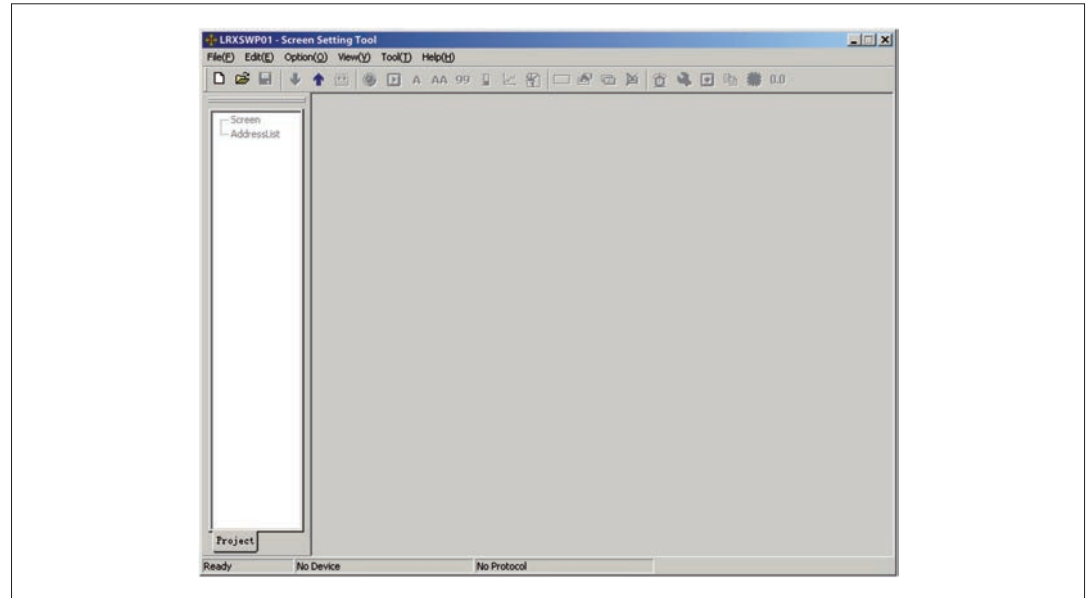 LRXSWP01 - Screen Setting Tool
File(F) Edit(E) Option(O) View(V) Tool(T) Help(H)
A AA 99 0.0
Screen
AddressList
Project
Ready No Device No Protocol